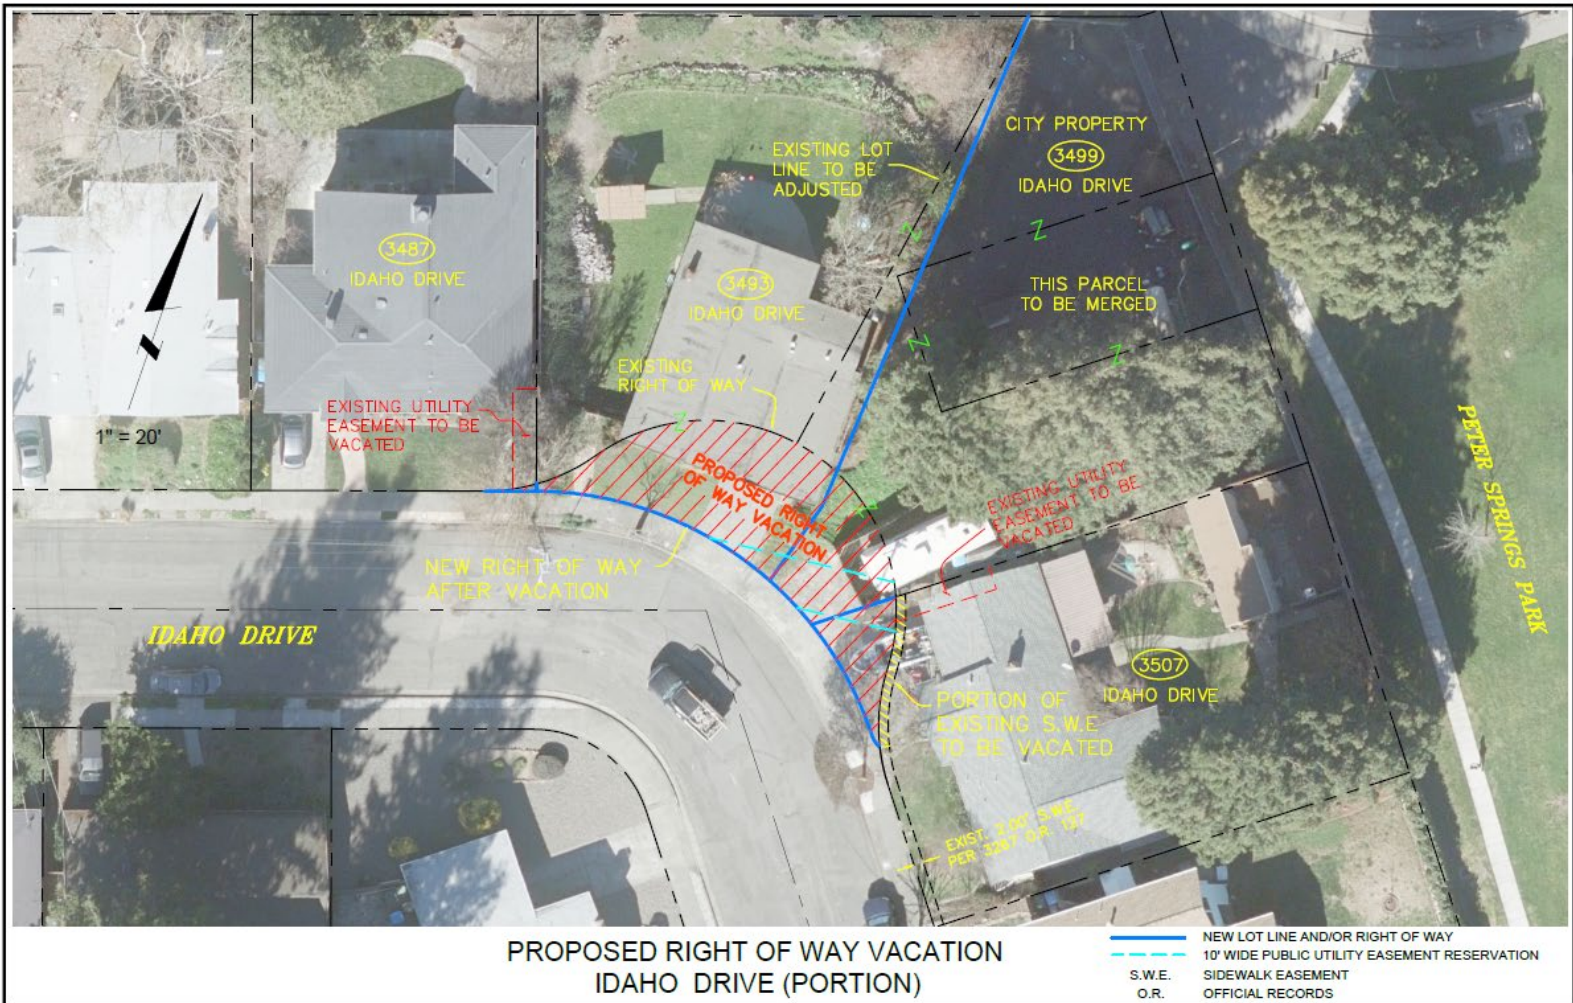 CITY PROPERTY
3499
IDAHO DRIVE
EXISTING LOT
LINE TO BE
ADJUSTED
3487
IDAHO DRIVE
3493
IDAHO DRIVE
Z
Z
THIS PARCEL
TO BE MERGED
Z
Z
EXISTING
RIGHT OF WAY
EXISTING UTILITY
EASEMENT TO BE
VACATED
1" = 20'
Z
PROPOSED RIGHT
OF WAY VACATION
Z
EXISTING UTILITY
EASEMENT TO BE
VACATED
PETER SPRINGS PARK
NEW RIGHT OF WAY
AFTER VACATION
IDAHO DRIVE
3507
IDAHO DRIVE
PORTION OF
EXISTING S.W.E
TO BE VACATED
EXIST. 2.00' S.W.E.
PER 3267 O.R. 127
PROPOSED RIGHT OF WAY VACATION
IDAHO DRIVE (PORTION)
NEW LOT LINE AND/OR RIGHT OF WAY
10' WIDE PUBLIC UTILITY EASEMENT RESERVATION
S.W.E. SIDEWALK EASEMENT
O.R. OFFICIAL RECORDS